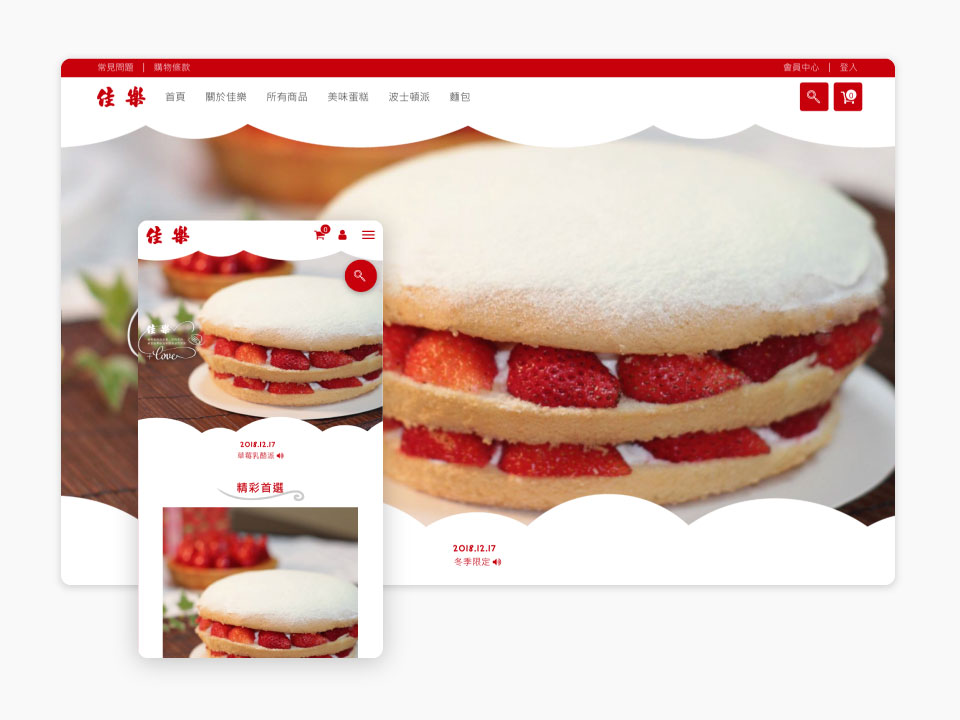 常見問題 | 購物條款
會員中心 | 登入
佳樂 首頁 關於佳樂 所有商品 美味蛋糕 波士頓派 麵包
0
佳樂
0
佳樂
Love
2018.12.17
草莓乳酪派
精彩首選
2018.12.17
冬季限定